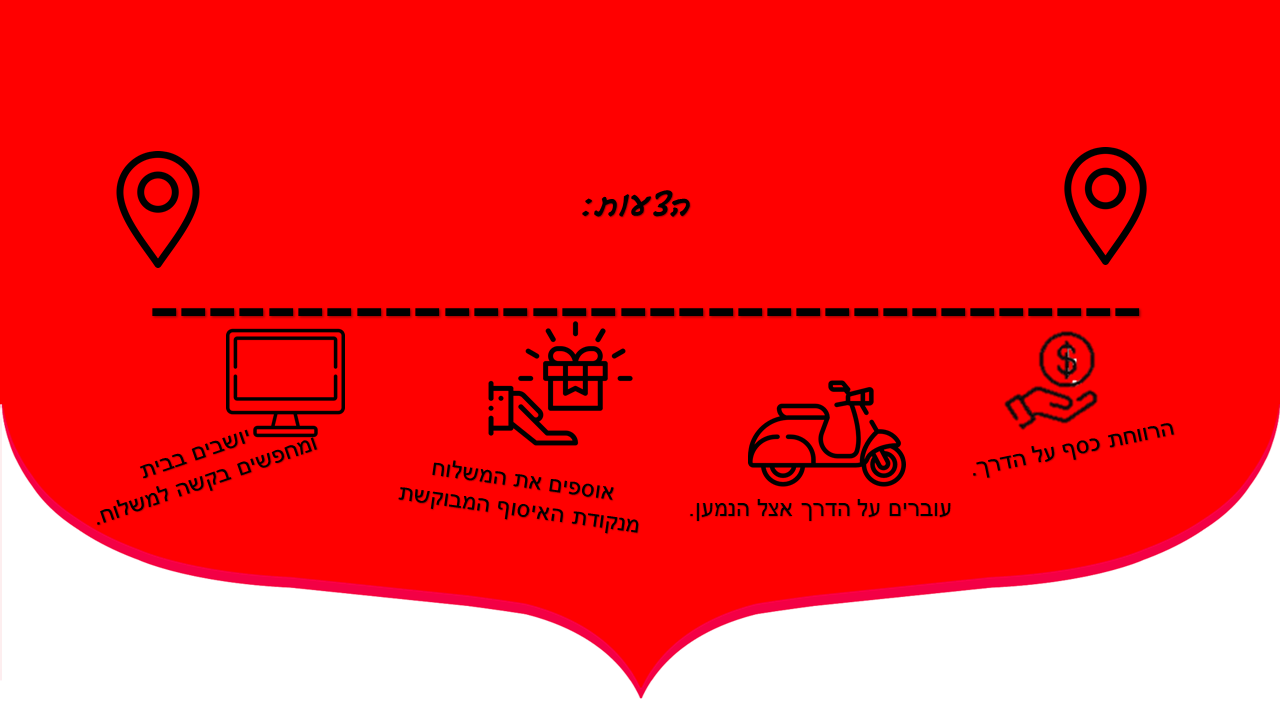 הצעות:
יושבים בבית
ומחפשים בקשה למשלוח.
אוספים את המשלוח
מנקודת האיסוף המבוקשת
עוברים על הדרך אצל הנמען.
הרווחת כסף על הדרך.